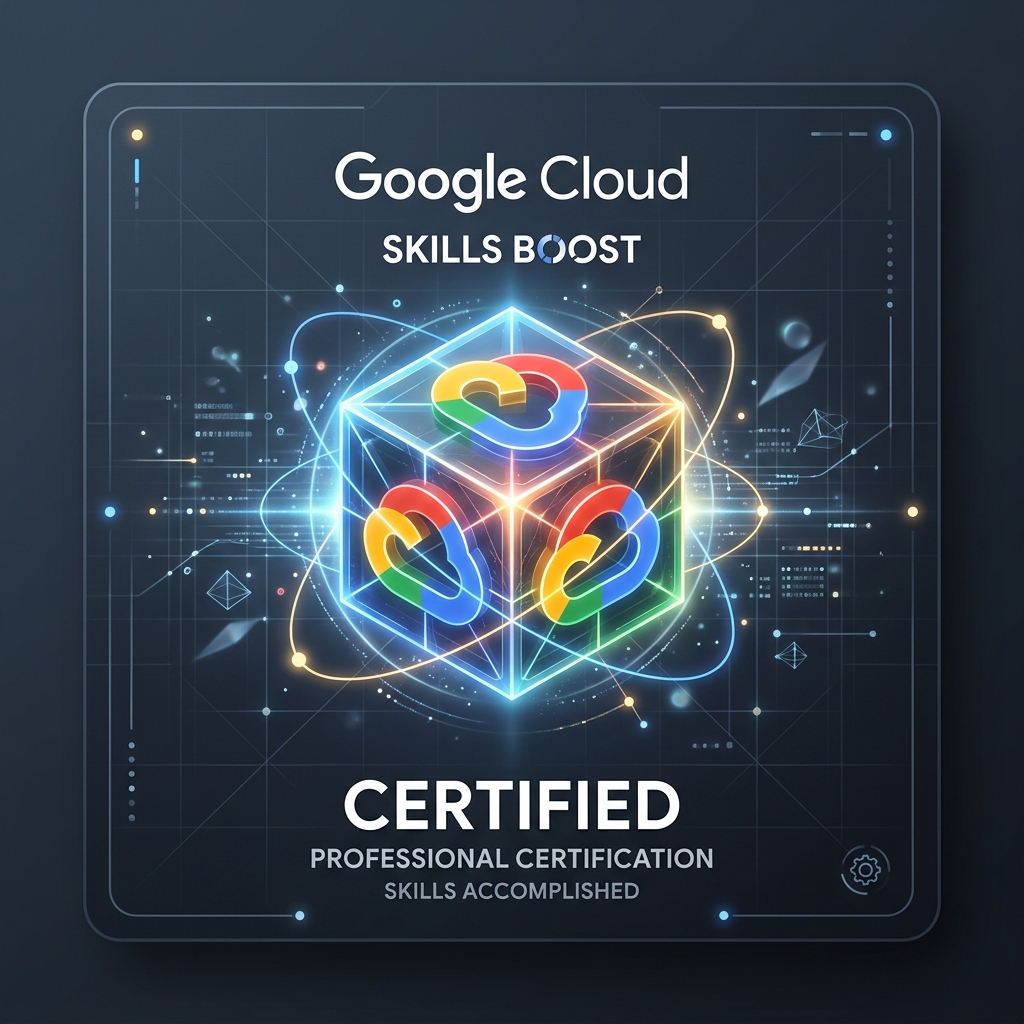 Google Cloud
SKILLS BOOST
CERTIFIED
PROFESSIONAL CERTIFICATION
SKILLS ACCOMPLISHED